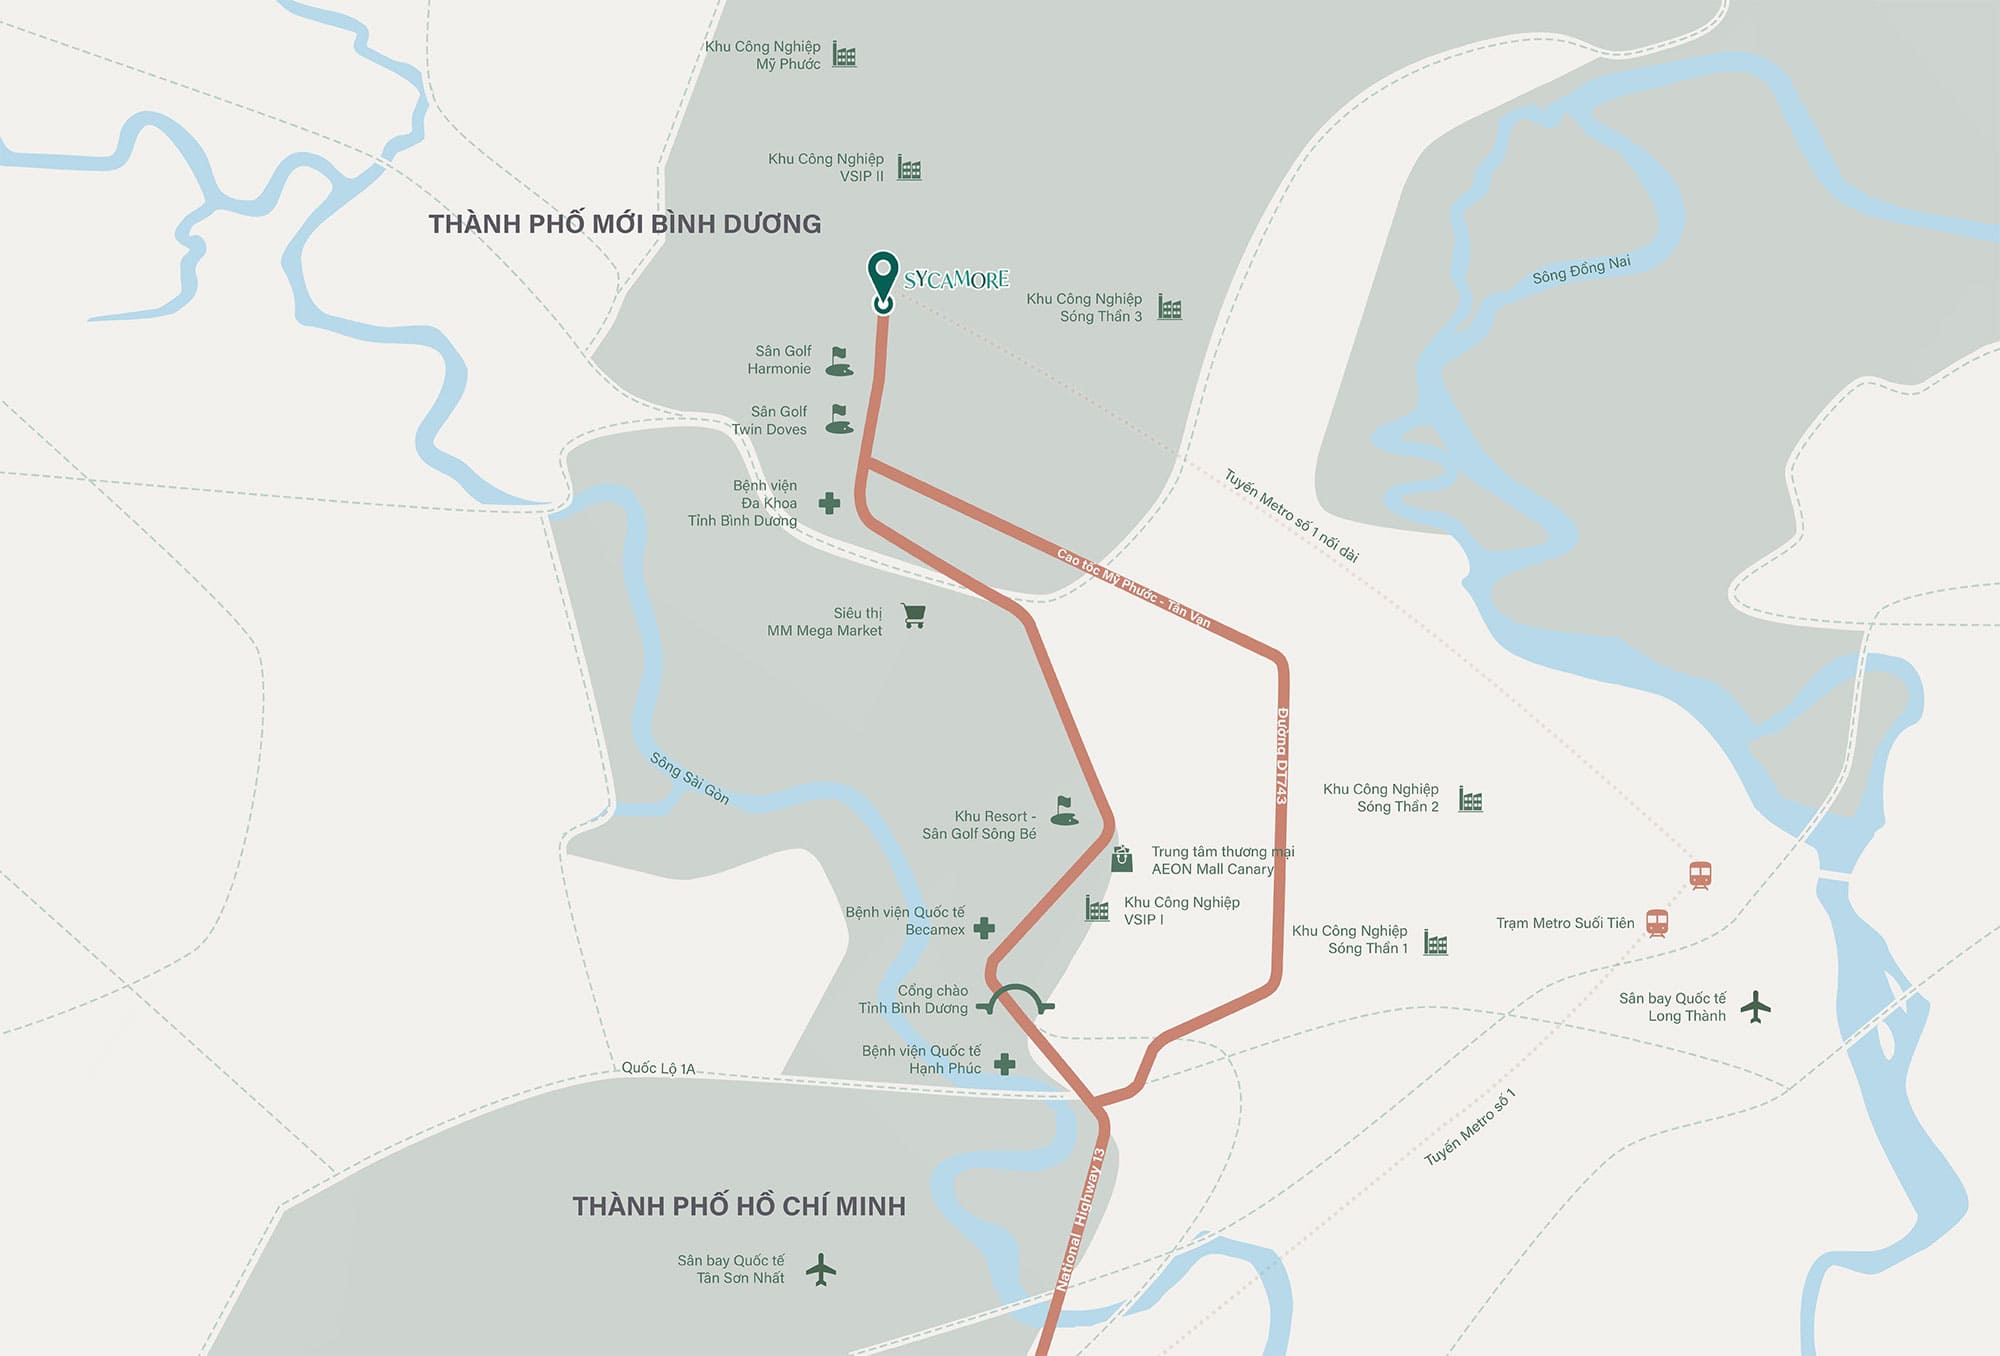 Khu Công Nghiệp
Mỹ Phước
Khu Công Nghiệp
VSIP II
THÀNH PHỐ MỚI BÌNH DƯƠNG
SYCAMORE
Sông Đồng Nai
Khu Công Nghiệp
Sóng Thần 3
Sân Golf
Harmonie
Sân Golf
Twin Doves
Bệnh viện
Đa Khoa
Tỉnh Bình Dương
Tuyến Metro số 1 nối dài
Cao tốc Mỹ Phước - Tân Vạn
Siêu thị
MM Mega Market
Đường DT743
Sông Sài Gòn
Khu Resort -
Sân Golf Sông Bé
Khu Công Nghiệp
Sóng Thần 2
Trung tâm thương mại
AEON Mall Canary
Khu Công Nghiệp
VSIP I
Bệnh viện Quốc tế
Becamex
Khu Công Nghiệp
Sóng Thần 1
Trạm Metro Suối Tiên
Cổng chào
Tỉnh Bình Dương
Sân bay Quốc tế
Long Thành
Bệnh viện Quốc tế
Hạnh Phúc
Quốc Lộ 1A
Tuyến Metro số 1
National Highway 13
THÀNH PHỐ HỒ CHÍ MINH
Sân bay Quốc tế
Tân Sơn Nhất